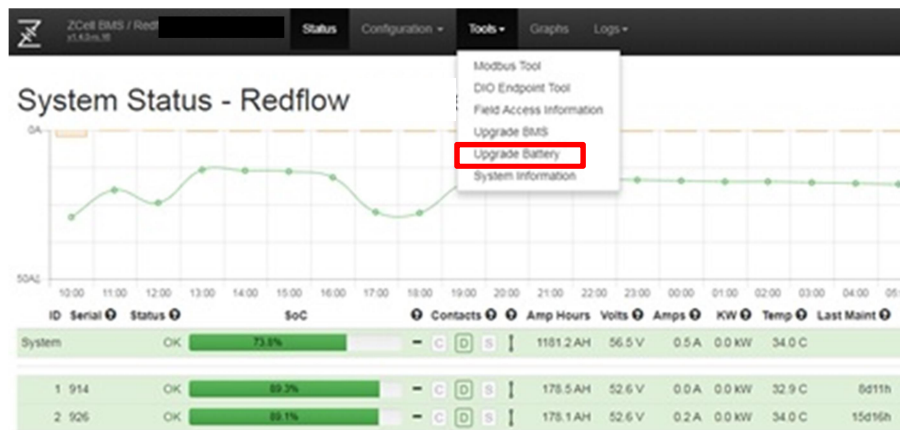 ZCell BMS / Redf
Status Configuration Tools Graphs Logs
Modbus Tool
DIO Endpoint Tool
Field Access Information
Upgrade BMS
Upgrade Battery
System Information
System Status - Redflow
0A
10:00 11:00 12:00 13:00 14:00 15:00 16:00 17:00 18:00 19:00 20:00 21:00 22:00 23:00 00:00 01:00 02:00 03:00 04:00
ID Serial Status SoC Contacts Amp Hours Volts Amps KW Temp Last Maint
System OK 73.8% C D S 1181.2 AH 56.5 V 0.5 A 0.0 kW 34.0 C
1 914 OK 89.3% C D S 178.5 AH 52.6 V 0.0 A 0.0 kW 32.9 C 8d11h
2 926 OK 89.1% C D S 178.1 AH 52.6 V 0.2 A 0.0 kW 34.0 C 15d16h